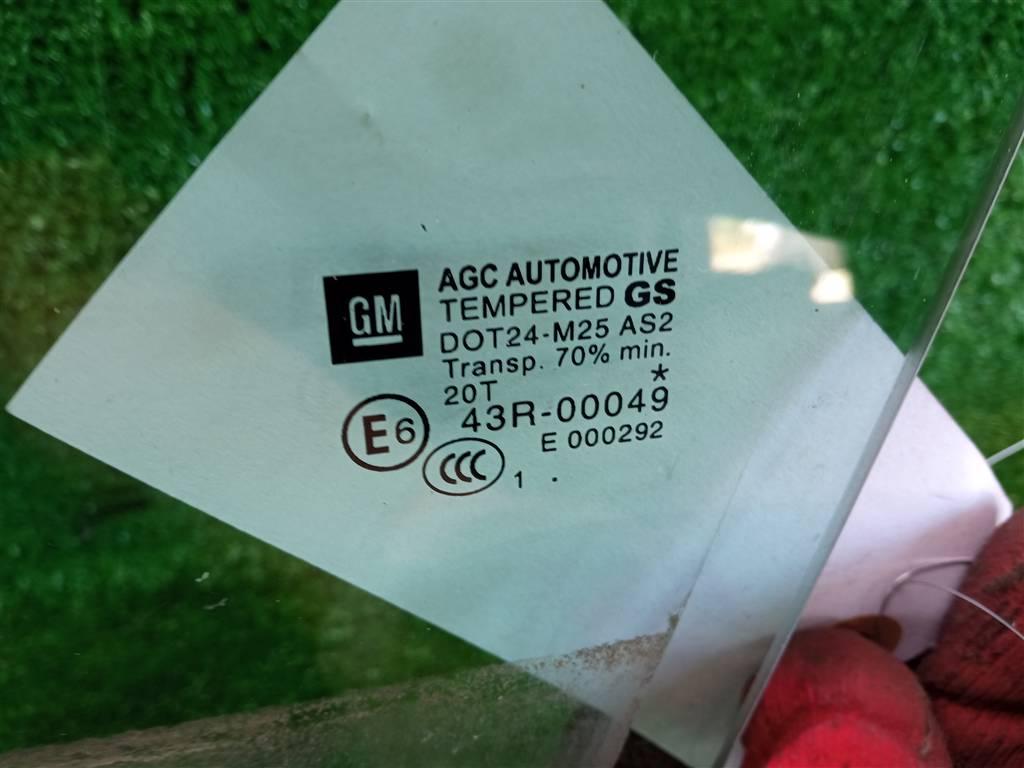 GM
AGC AUTOMOTIVE
TEMPERED GS
DOT24-M25 AS2
Transp. 70% min.
20T *
E6 43R-00049
E 000292
CCC 1 .